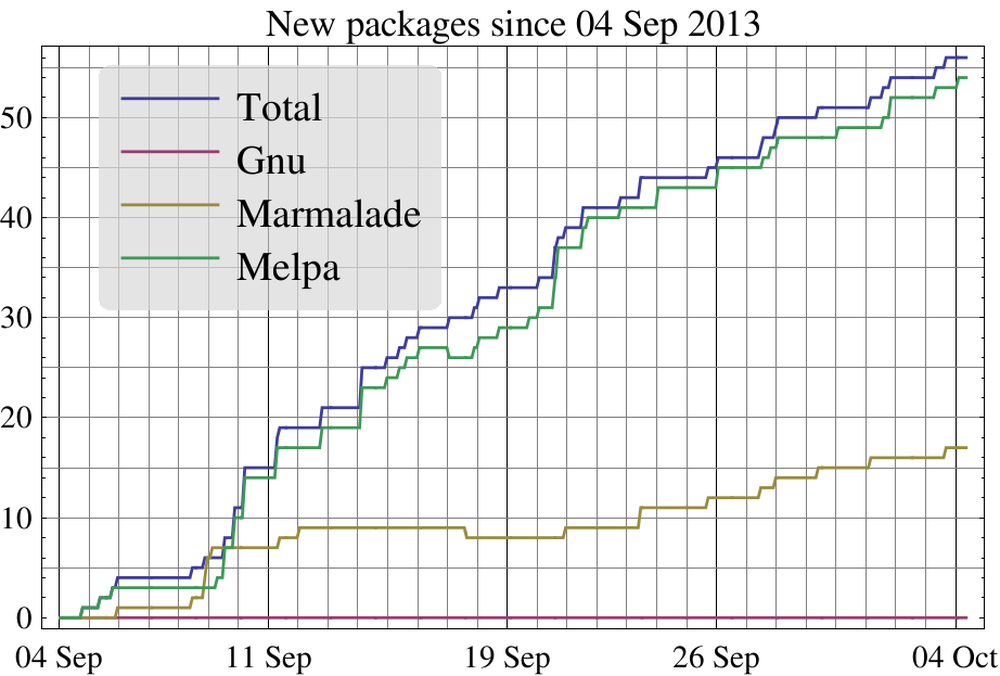 New packages since 04 Sep 2013
Total
Gnu
Marmalade
Melpa
50
40
30
20
10
0
04 Sep 11 Sep 19 Sep 26 Sep 04 Oct